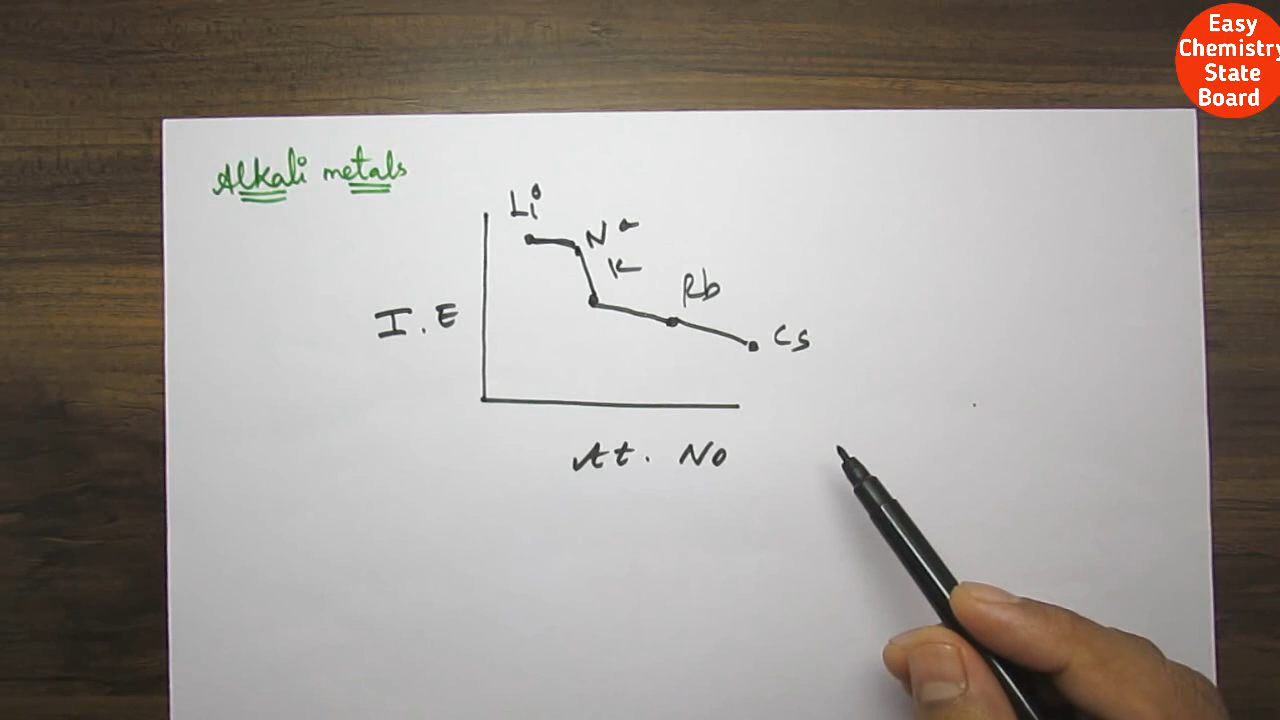 Easy
Chemistry
State
Board
Alkali metals
Li
Na
K
Rb
I.E
Cs
At. No